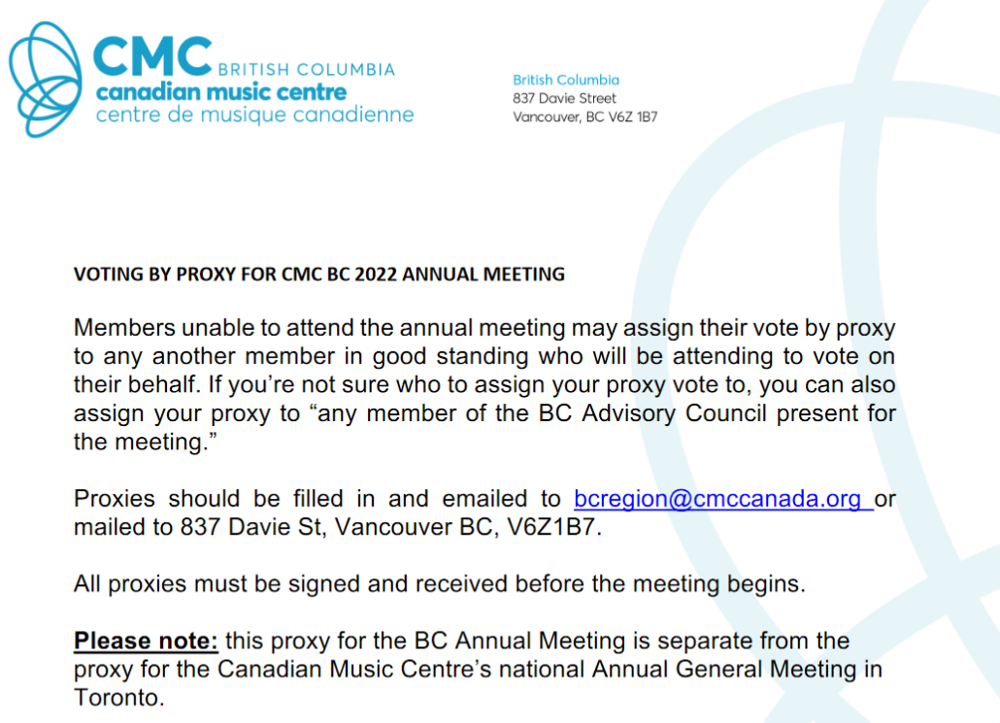 CMC BRITISH COLUMBIA
canadian music centre
centre de musique canadienne
British Columbia
837 Davie Street
Vancouver, BC V6Z 1B7
VOTING BY PROXY FOR CMC BC 2022 ANNUAL MEETING
Members unable to attend the annual meeting may assign their vote by proxy
to any another member in good standing who will be attending to vote on
their behalf. If you’re not sure who to assign your proxy vote to, you can also
assign your proxy to “any member of the BC Advisory Council present for
the meeting.”
Proxies should be filled in and emailed to bcregion@cmccanada.org or
mailed to 837 Davie St, Vancouver BC, V6Z1B7.
All proxies must be signed and received before the meeting begins.
Please note: this proxy for the BC Annual Meeting is separate from the
proxy for the Canadian Music Centre’s national Annual General Meeting in
Toronto.